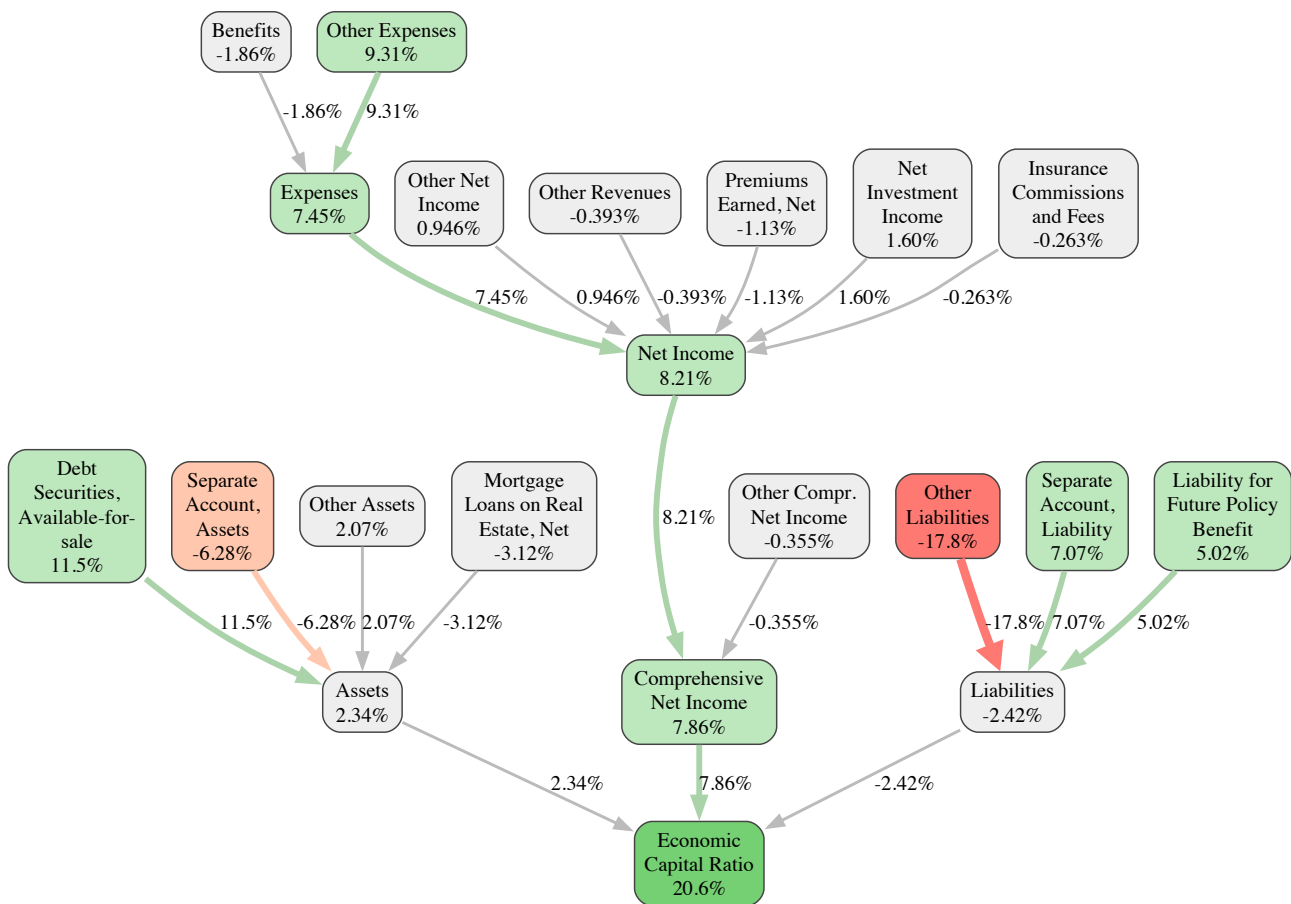 Benefits
-1.86%
Other Expenses
9.31%
-1.86%
9.31%
Expenses
7.45%
Other Net
Income
0.946%
Other Revenues
-0.393%
Premiums
Earned, Net
-1.13%
Net
Investment
Income
1.60%
Insurance
Commissions
and Fees
-0.263%
7.45%
0.946%
-0.393%
-1.13%
1.60%
-0.263%
Net Income
8.21%
Debt
Securities,
Available-for-
sale
11.5%
Separate
Account,
Assets
-6.28%
Other Assets
2.07%
Mortgage
Loans on Real
Estate, Net
-3.12%
8.21%
Other Compr.
Net Income
-0.355%
Other
Liabilities
-17.8%
Separate
Account,
Liability
7.07%
Liability for
Future Policy
Benefit
5.02%
11.5%
-6.28%
2.07%
-3.12%
-0.355%
-17.8%
7.07%
5.02%
Assets
2.34%
Comprehensive
Net Income
7.86%
Liabilities
-2.42%
2.34%
7.86%
-2.42%
Economic
Capital Ratio
20.6%